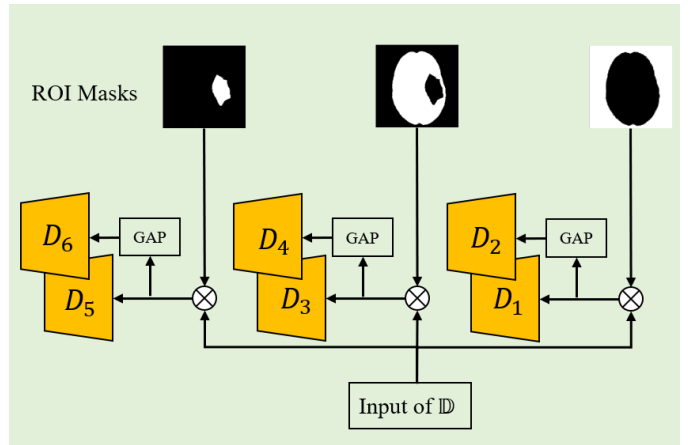 ROI Masks
D₆
GAP
D₄
GAP
D₂
GAP
D₅
D₃
D₁
Input of 𝔻